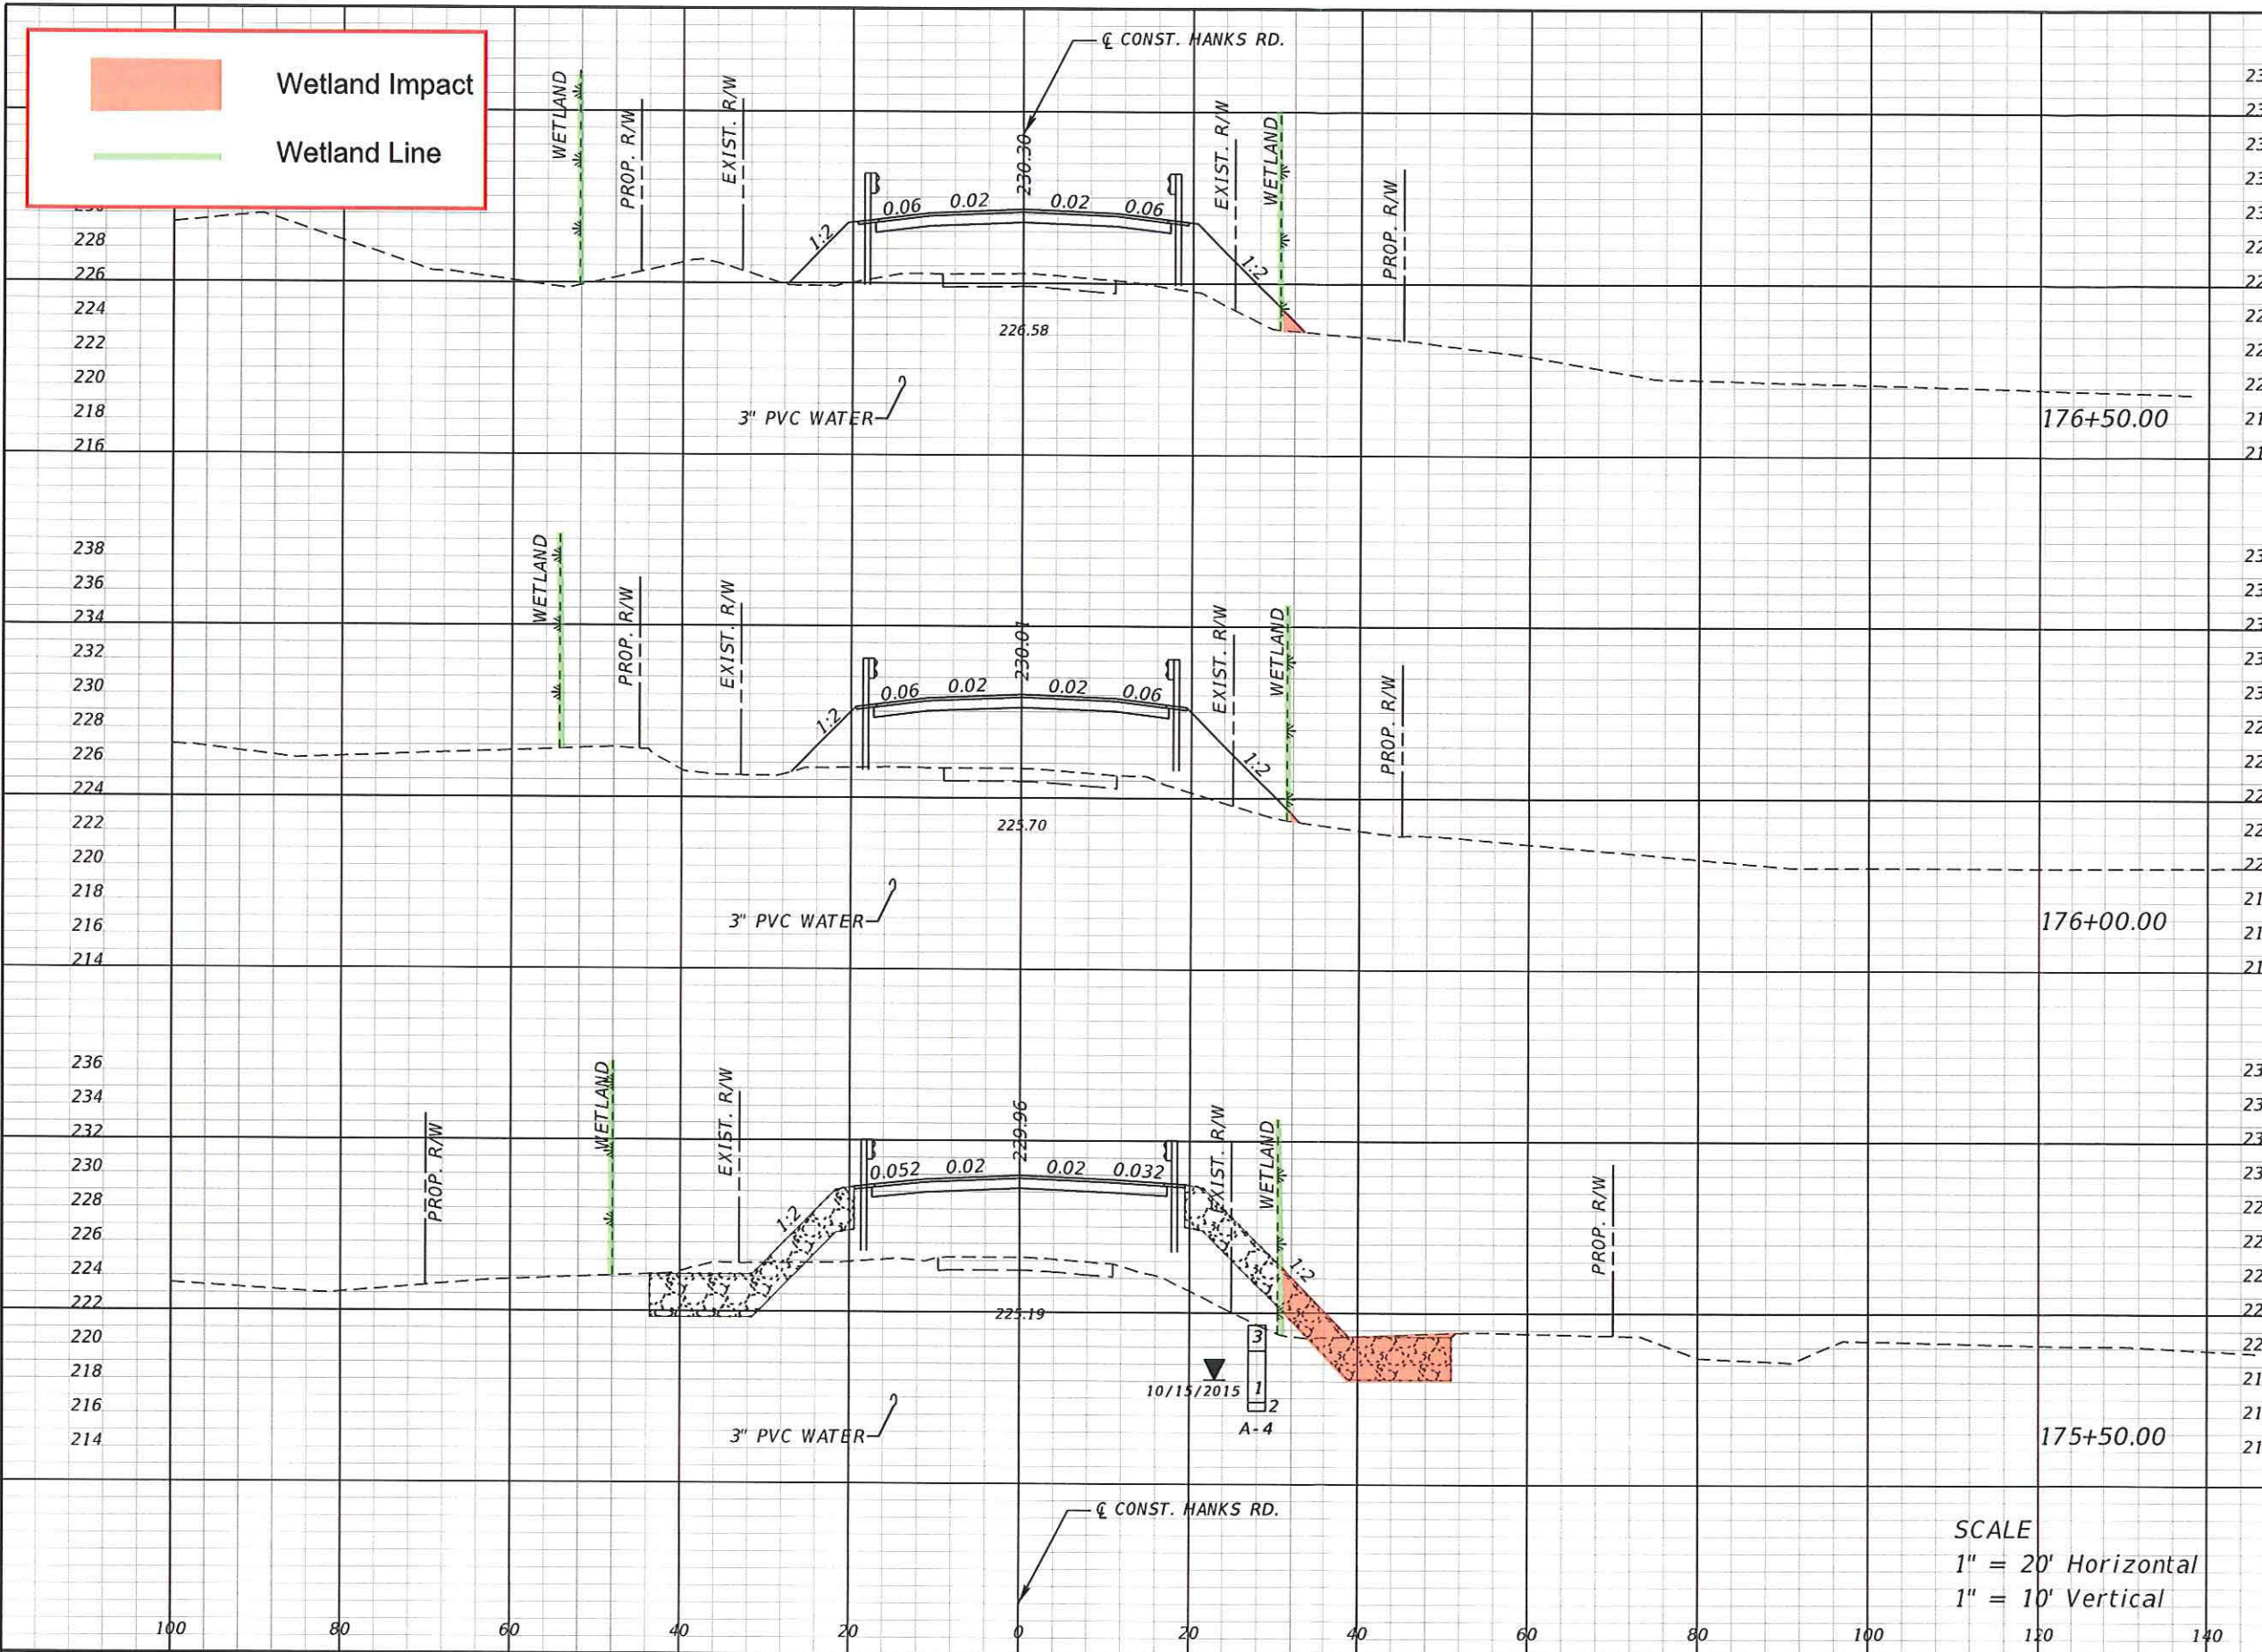 Wetland Impact
Wetland Line
℄ CONST. HANKS RD.
WETLAND
PROP. R/W
EXIST. R/W
230.30
EXIST. R/W
WETLAND
PROP. R/W
0.06 0.02 0.02 0.06
1:2
1:2
228
226
224
222
220
218
216
226.58
3" PVC WATER
176+50.00
WETLAND
PROP. R/W
EXIST. R/W
230.01
EXIST. R/W
WETLAND
PROP. R/W
0.06 0.02 0.02 0.06
1:2
1:2
238
236
234
232
230
228
226
224
222
220
218
216
214
225.70
3" PVC WATER
176+00.00
PROP. R/W
WETLAND
EXIST. R/W
229.96
EXIST. R/W
WETLAND
PROP. R/W
0.052 0.02 0.02 0.032
1:2
1:2
236
234
232
230
228
226
224
222
220
218
216
214
225.19
3
1
2
10/15/2015
A-4
3" PVC WATER
175+50.00
℄ CONST. HANKS RD.
SCALE
1" = 20' Horizontal
1" = 10' Vertical
100 80 60 40 20 0 20 40 60 80 100 120 140